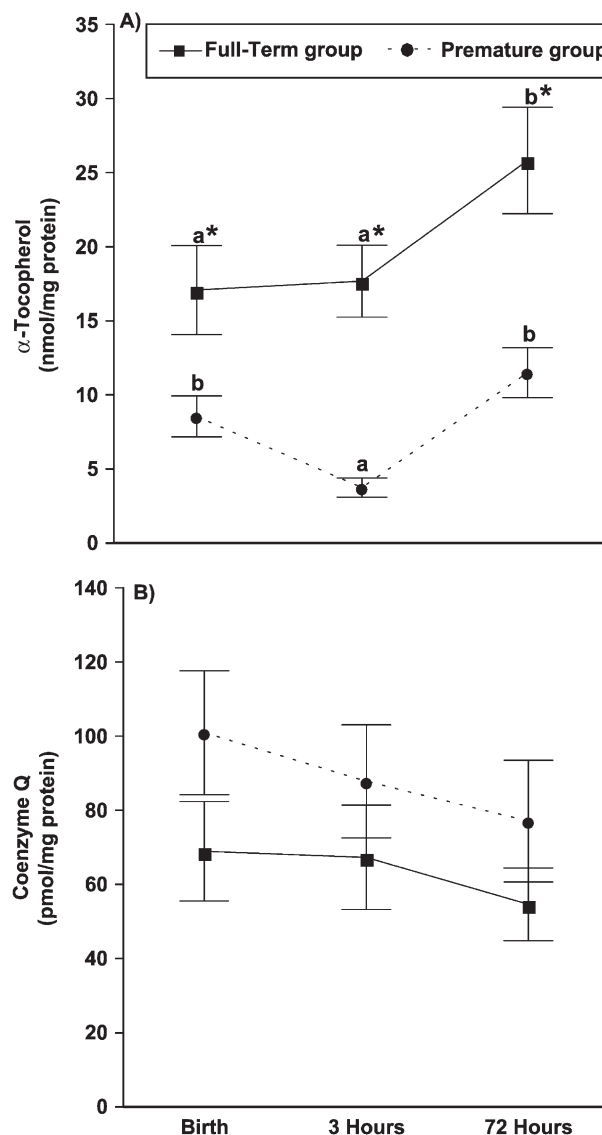 A)
Full-Term group Premature group
35
30
25
20
15
10
5
0
α-Tocopherol
(nmol/mg protein)
a*
a*
b*
b
a
b
B)
140
120
100
80
60
40
20
0
Coenzyme Q
(pmol/mg protein)
Birth 3 Hours 72 Hours